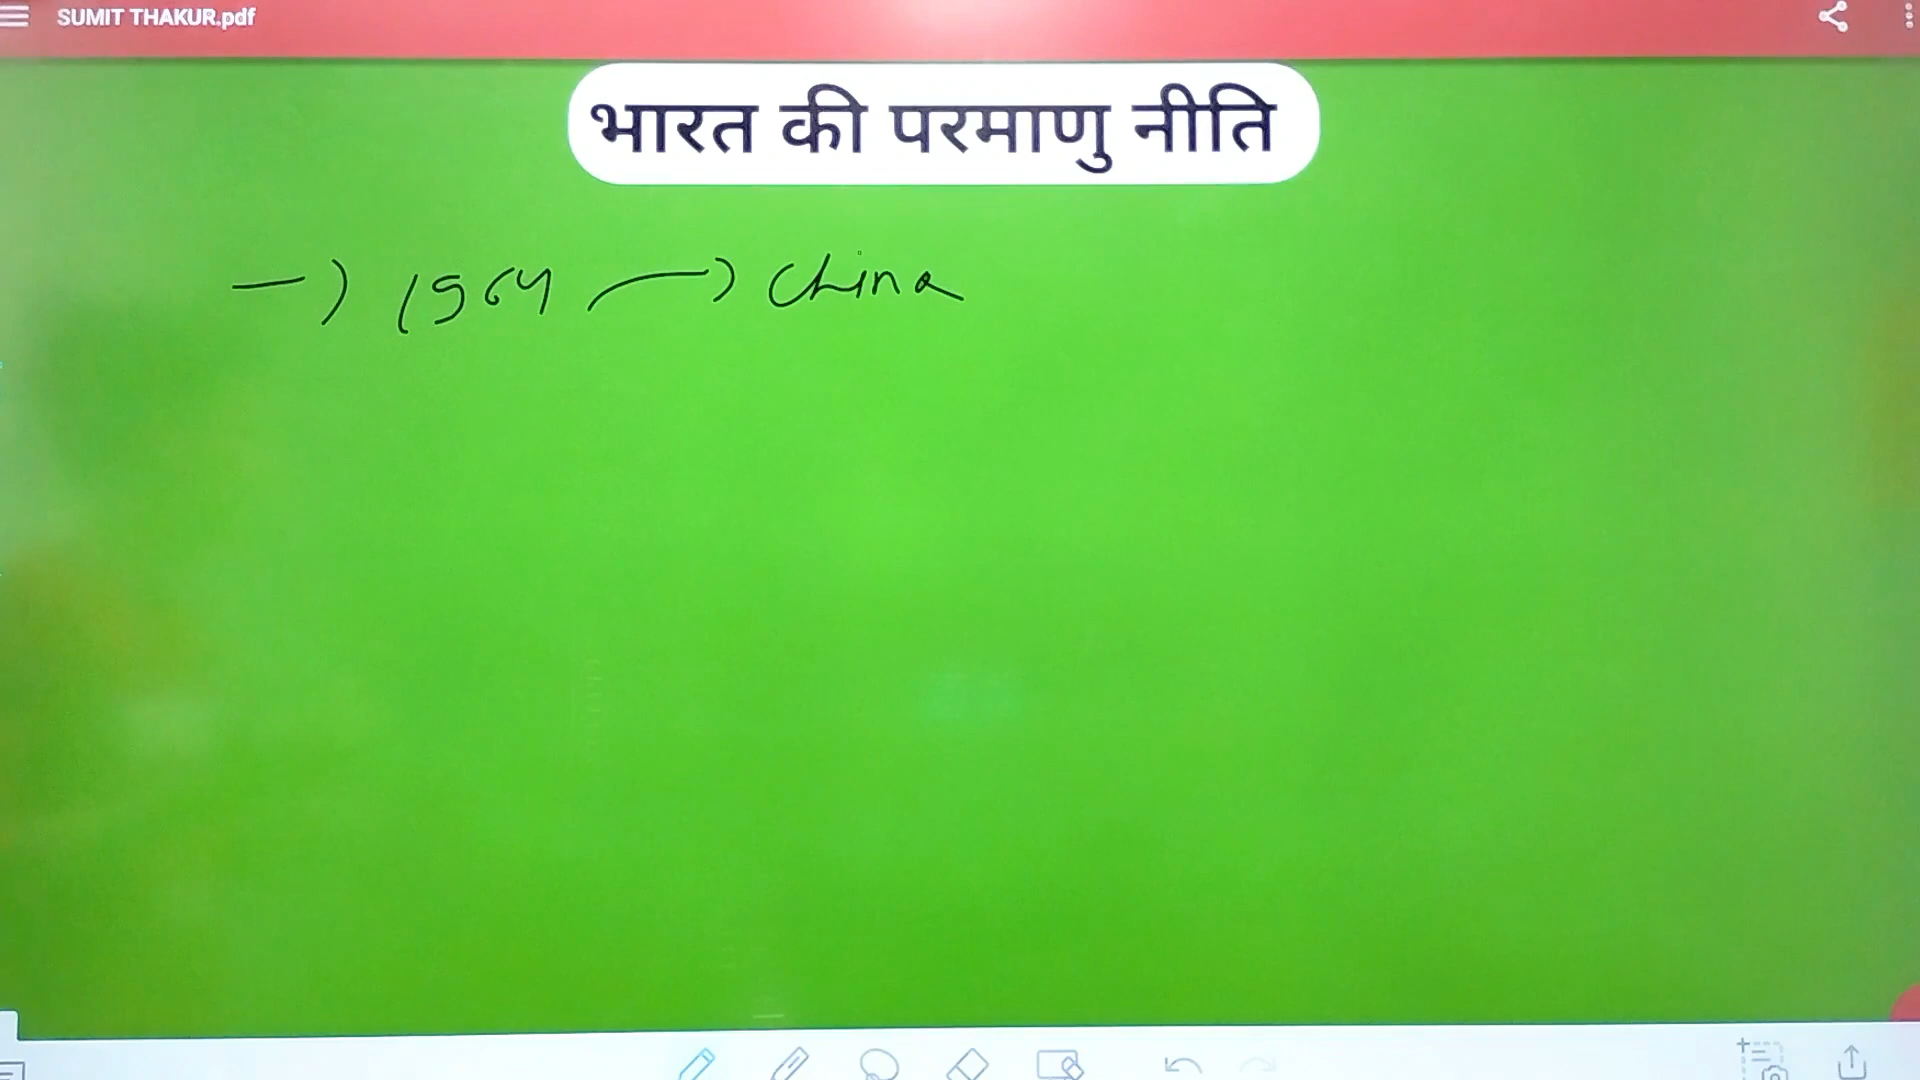 SUMIT THAKUR.pdf
भारत की परमाणु नीति
→ 1964 → China